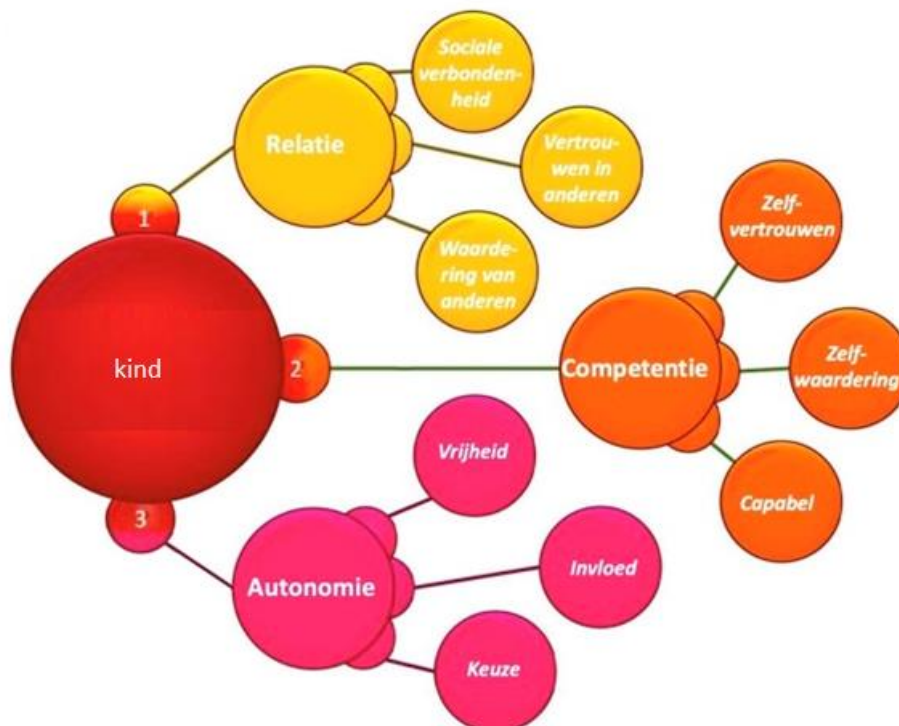 Sociale
verbonden-
heid
Relatie
Vertrou-
wen in
anderen
Waarde-
ring van
anderen
1
Zelf-
vertrouwen
kind
2
Competentie
Zelf-
waardering
Capabel
3
Vrijheid
Autonomie
Invloed
Keuze